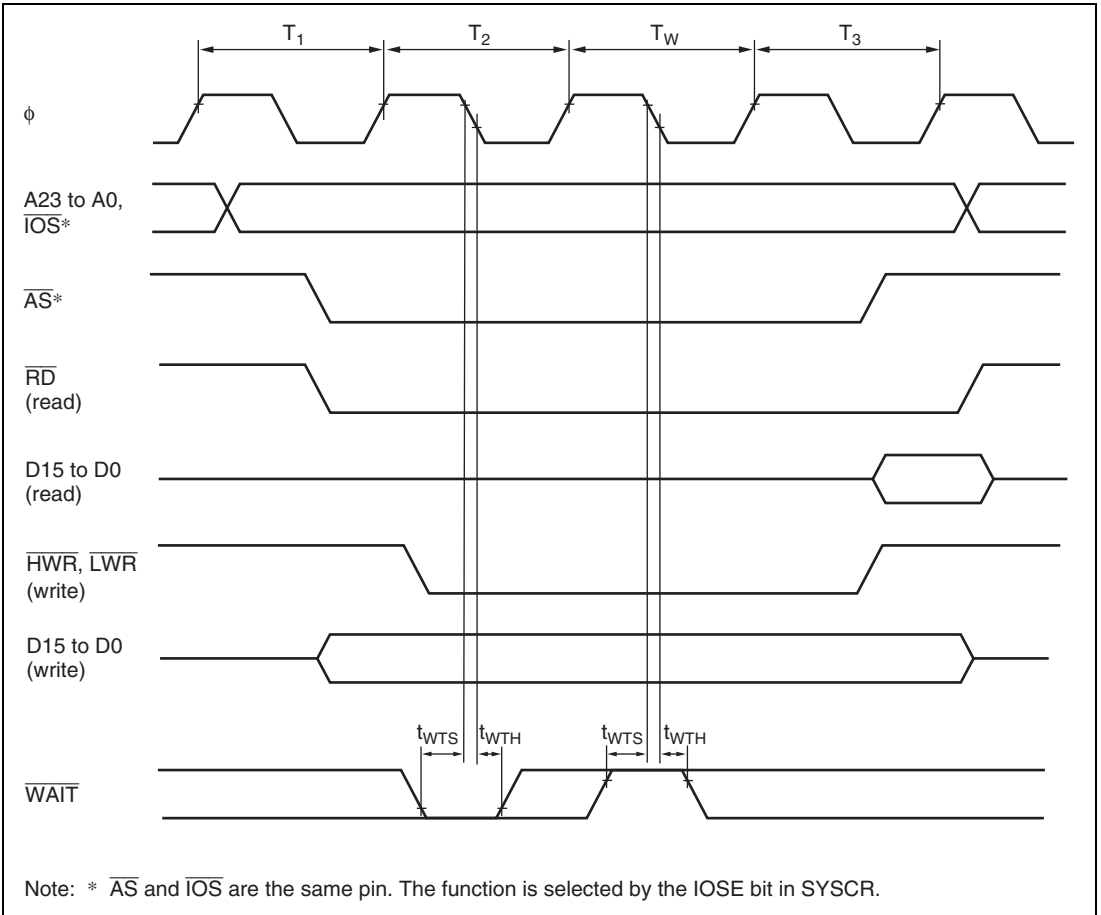 T1 T2 TW T3
ϕ
A23 to A0,
IOS*
AS*
RD
(read)
D15 to D0
(read)
HWR, LWR
(write)
D15 to D0
(write)
tWTS tWTH tWTS tWTH
WAIT
Note: * AS and IOS are the same pin. The function is selected by the IOSE bit in SYSCR.